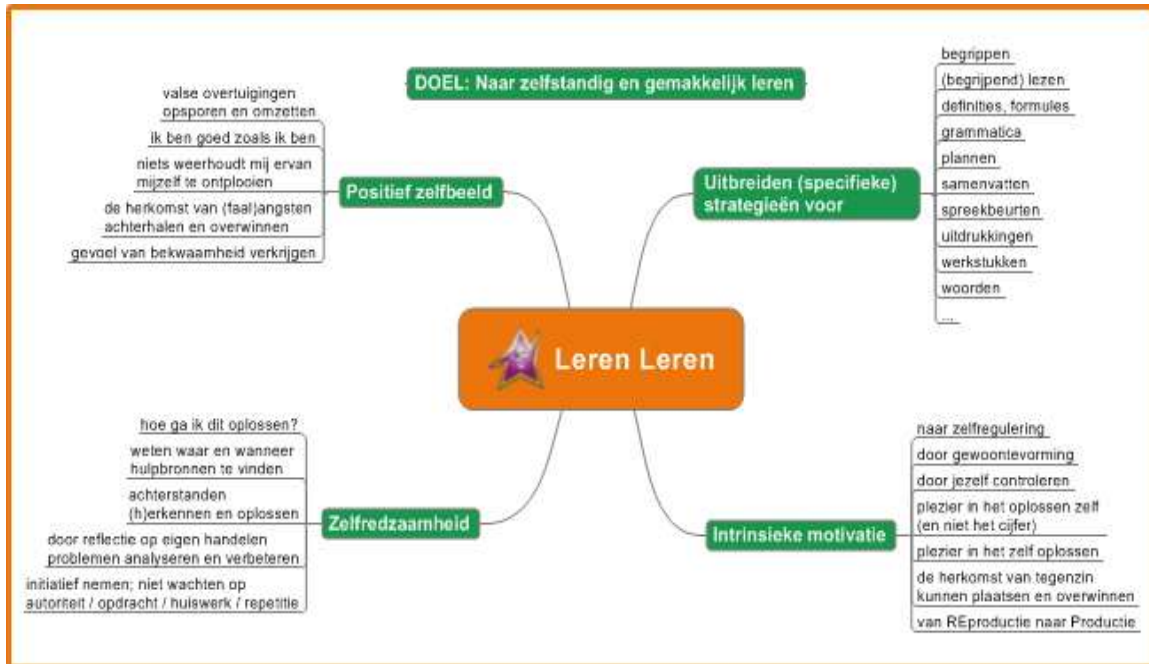 DOEL: Naar zelfstandig en gemakkelijk leren
Leren Leren
Positief zelfbeeld
valse overtuigingen
opsporen en omzetten
ik ben goed zoals ik ben
niets weerhoudt mij ervan
mijzelf te ontplooien
de herkomst van (faal)angsten
achterhalen en overwinnen
gevoel van bekwaamheid verkrijgen
Uitbreiden (specifieke)
strategieën voor
begrippen
(begrijpend) lezen
definities, formules
grammatica
plannen
samenvatten
spreekbeurten
uitdrukkingen
werkstukken
woorden
...
Zelfredzaamheid
hoe ga ik dit oplossen?
weten waar en wanneer
hulpbronnen te vinden
achterstanden
(h)erkennen en oplossen
door reflectie op eigen handelen
problemen analyseren en verbeteren
initiatief nemen; niet wachten op
autoriteit / opdracht / huiswerk / repetitie
Intrinsieke motivatie
naar zelfregulering
door gewoontevorming
door jezelf controleren
plezier in het oplossen zelf
(en niet het cijfer)
plezier in het zelf oplossen
de herkomst van tegenzin
kunnen plaatsen en overwinnen
van REproductie naar Productie